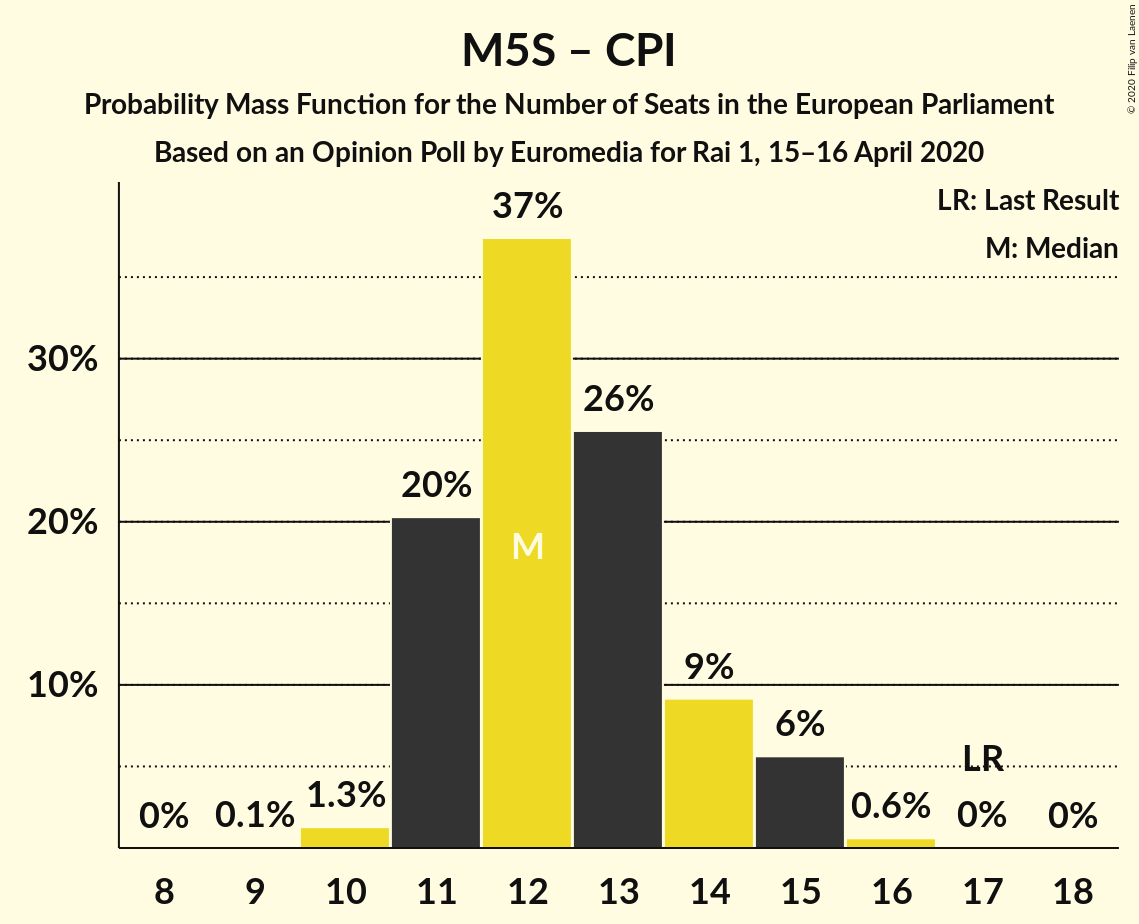 M5S – CPI
Probability Mass Function for the Number of Seats in the European Parliament
Based on an Opinion Poll by Euromedia for Rai 1, 15–16 April 2020
© 2020 Filip van Laenen
LR: Last Result
M: Median
30%
20%
10%
0%
0.1%
1.3%
20%
37%
M
26%
9%
6%
0.6%
LR
0%
0%
8 9 10 11 12 13 14 15 16 17 18